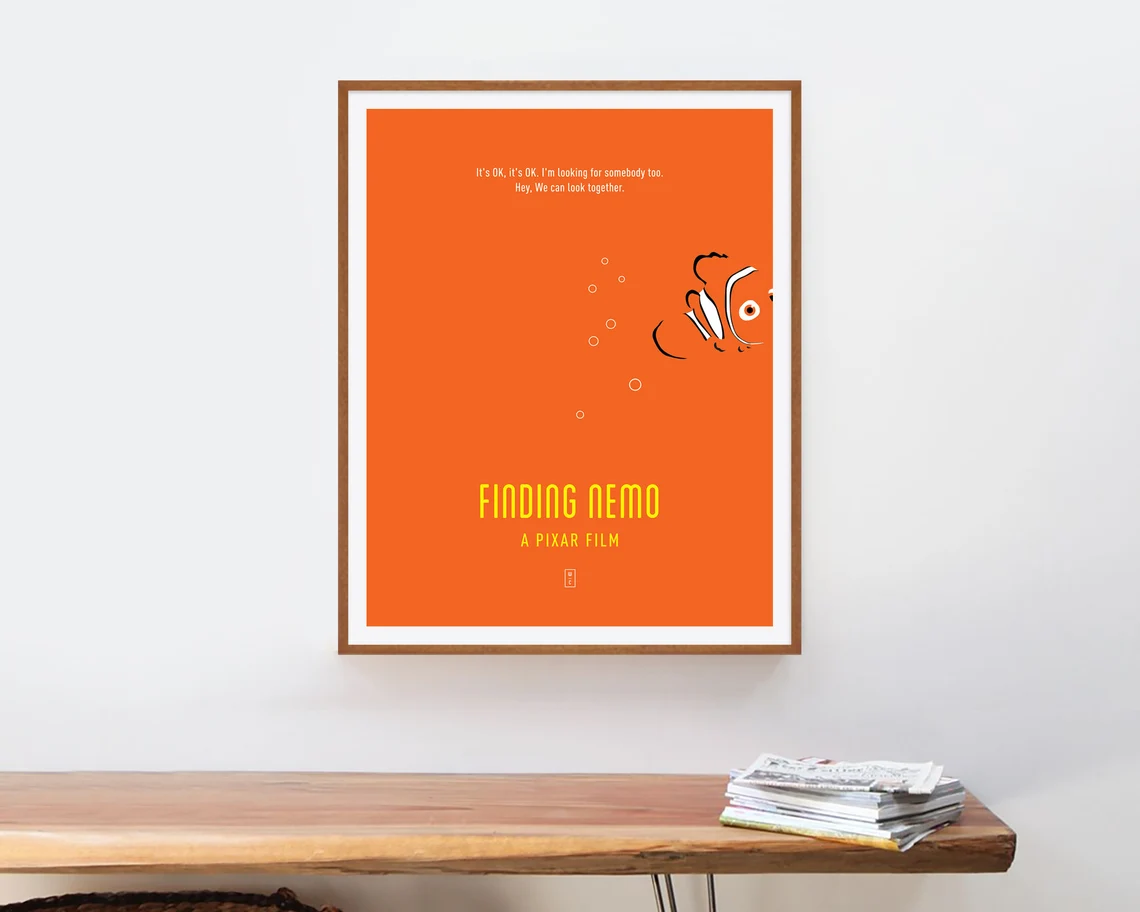 It's OK, it's OK. I'm looking for somebody too.
Hey, We can look together.
FINDING NEMO
A PIXAR FILM